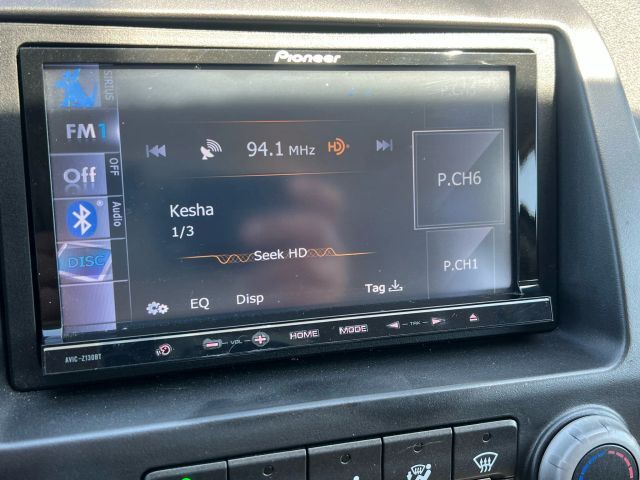 Pioneer
SIRIUS
FM1
94.1 MHz
HD
OFF
Off
P.CH6
Audio
Kesha
1/3
Seek HD
DISC
P.CH1
Tag
EQ
Disp
VOL
HOME
MODE
TRK
AVIC-Z130BT